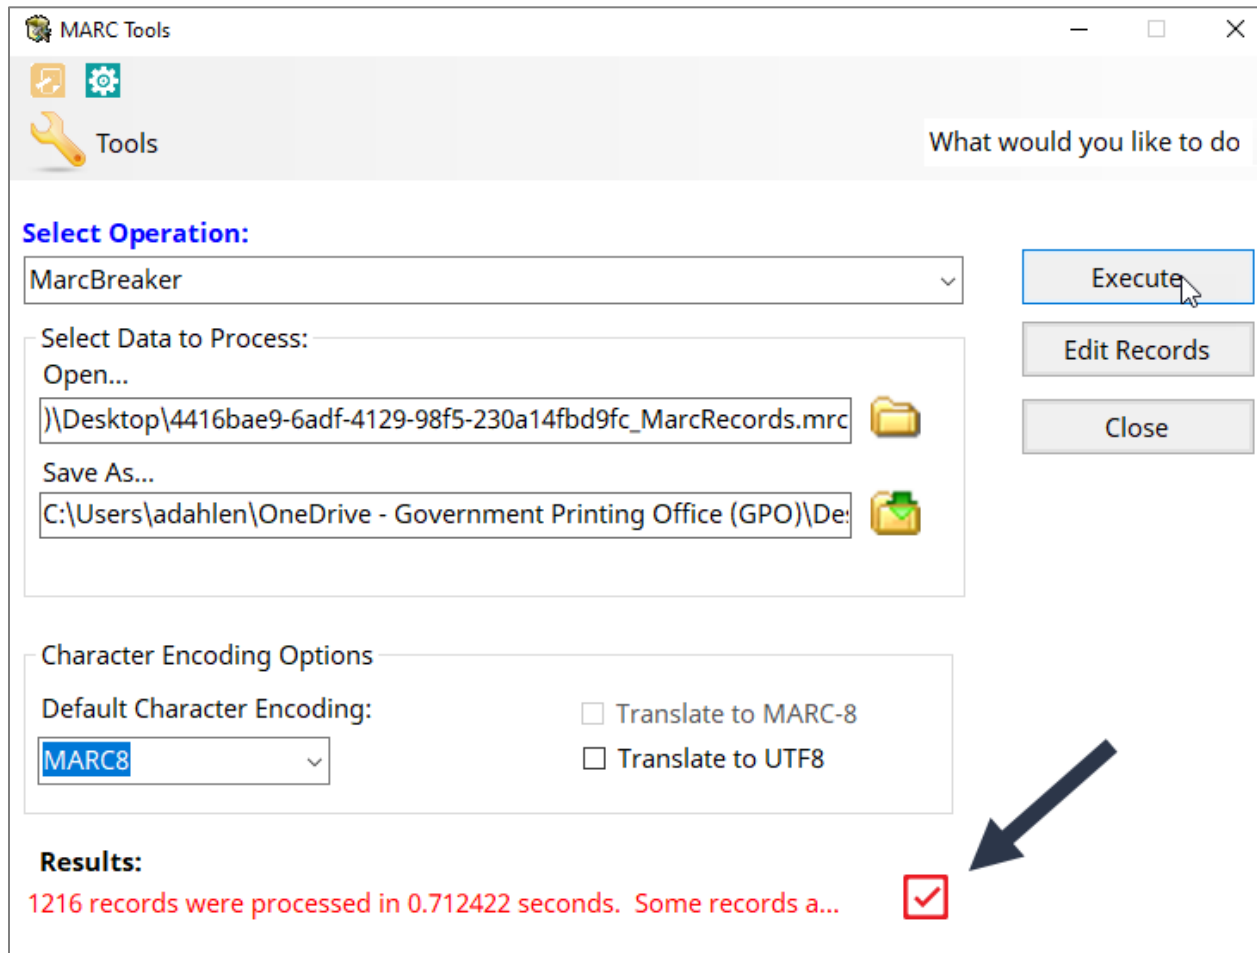 MARC Tools
Tools
What would you like to do
Select Operation:
MarcBreaker
Execute
Select Data to Process:
Edit Records
Open...
)\Desktop\4416bae9-6adf-4129-98f5-230a14fbd9fc_MarcRecords.mrc
Close
Save As...
C:\Users\adahlen\OneDrive - Government Printing Office (GPO)\Des
Character Encoding Options
Default Character Encoding:
Translate to MARC-8
MARC8
Translate to UTF8
Results:
1216 records were processed in 0.712422 seconds.  Some records a...